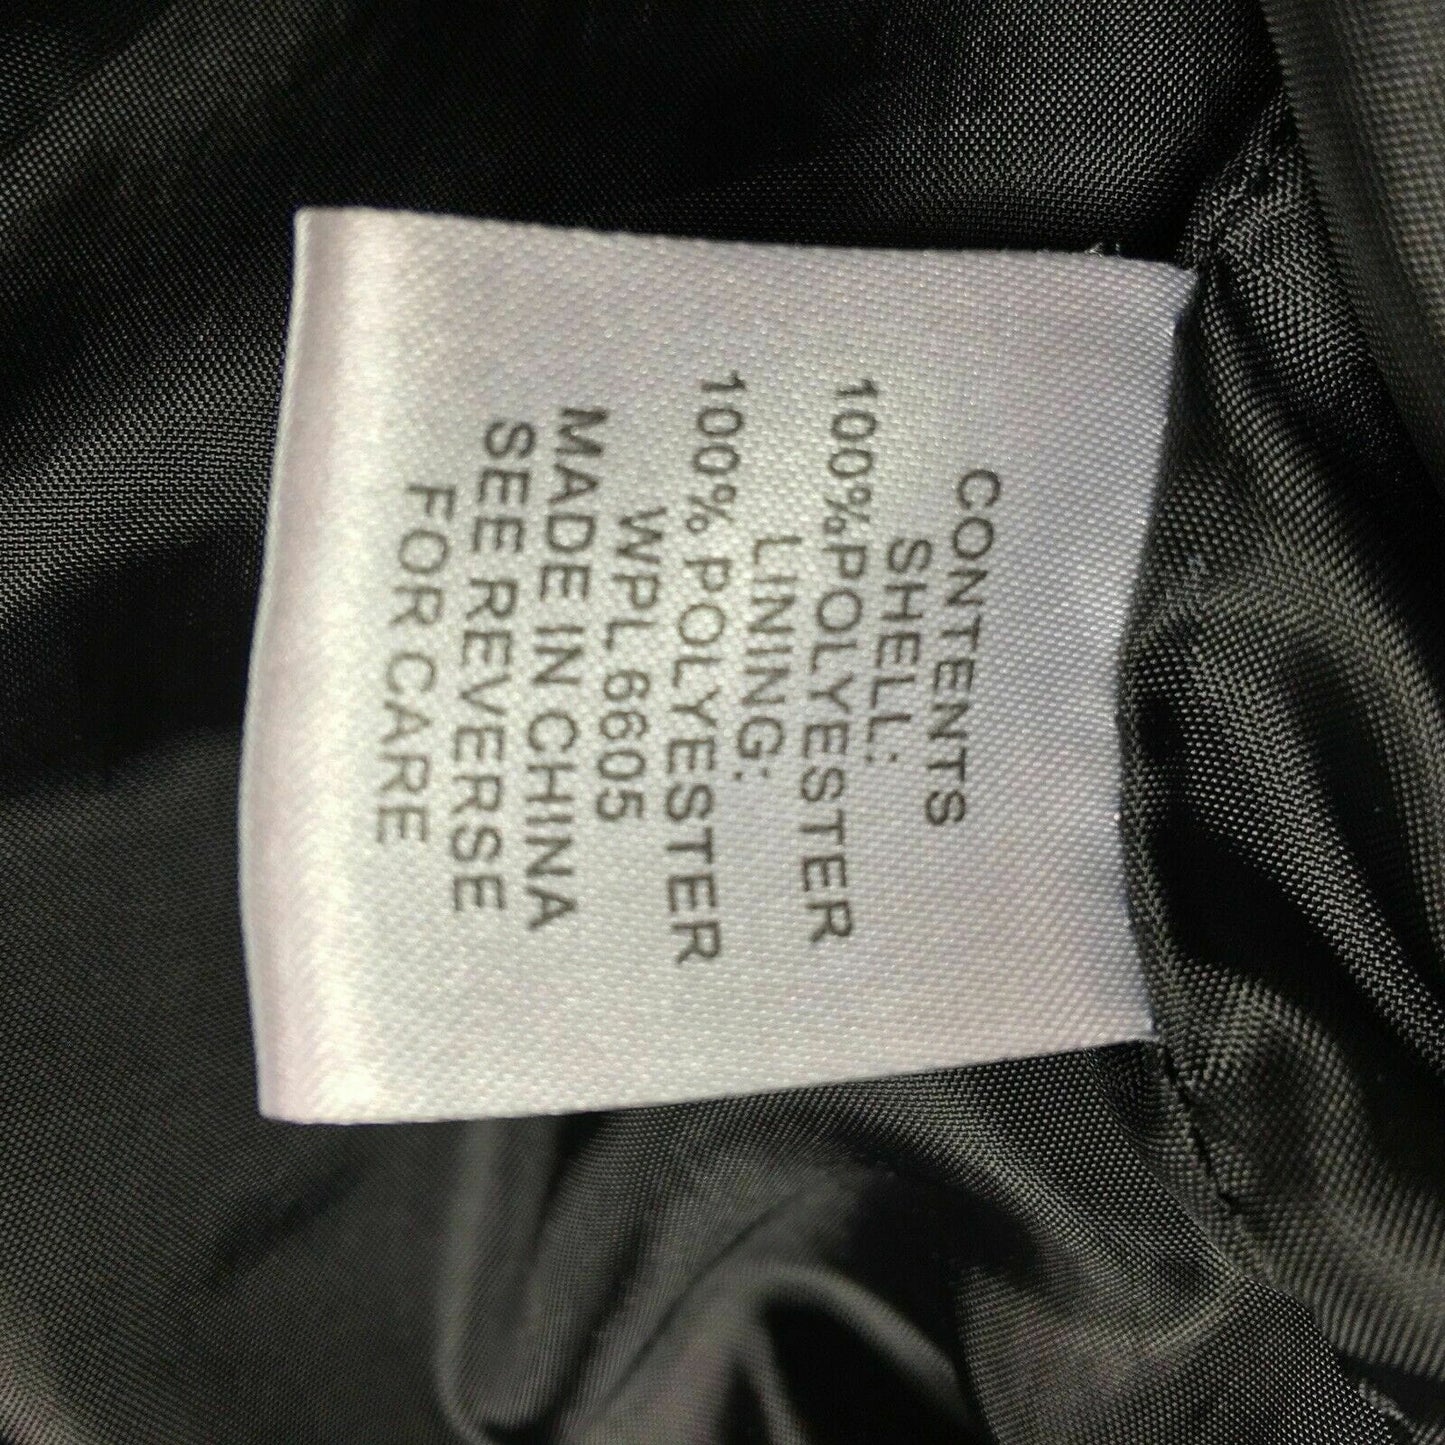 CONTENTS
SHELL:
100%POLYESTER
LINING:
100% POLYESTER
WPL 6605
MADE IN CHINA
SEE REVERSE
FOR CARE